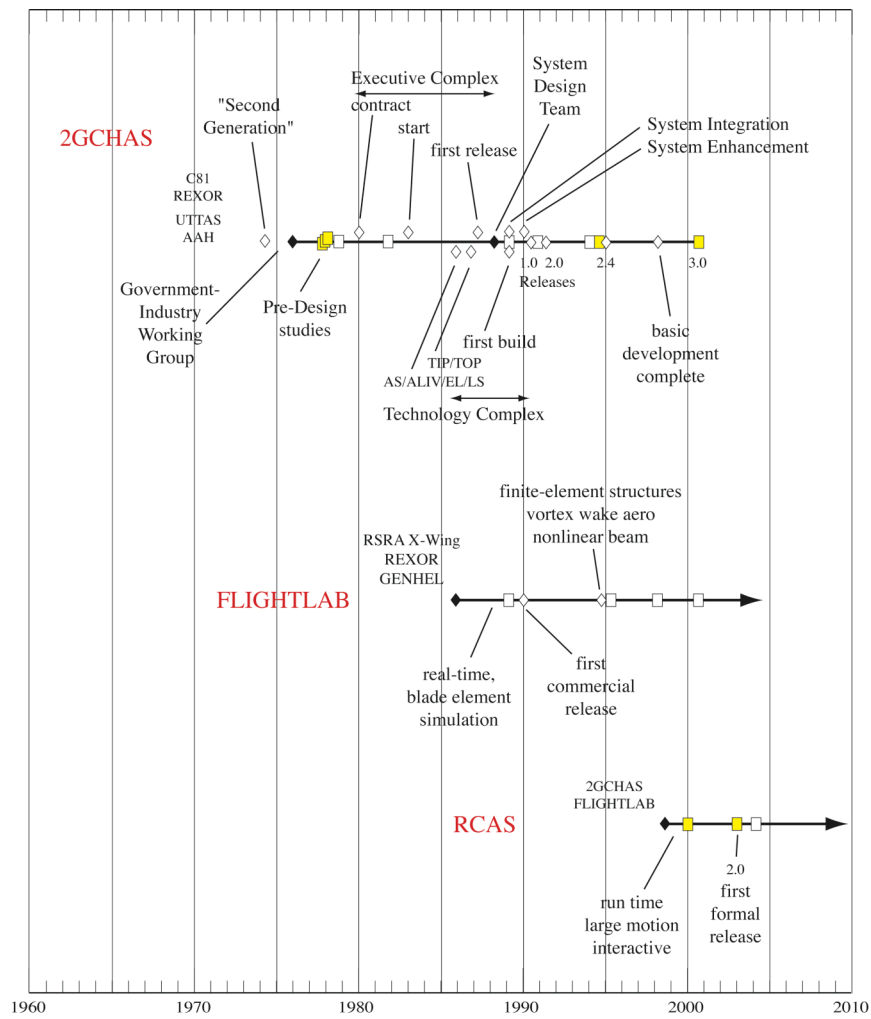 Executive Complex
System
Design
Team
"Second
Generation"
contract
start
first release
System Integration
System Enhancement
2GCHAS
C81
REXOR
UTTAS
AAH
1.0
2.0
2.4
3.0
Releases
Government-
Industry
Working
Group
Pre-Design
studies
first build
TIP/TOP
AS/ALIV/EL/LS
Technology Complex
basic
development
complete
finite-element structures
vortex wake aero
nonlinear beam
RSRA X-Wing
REXOR
GENHEL
FLIGHTLAB
real-time,
blade element
simulation
first
commercial
release
2GCHAS
FLIGHTLAB
RCAS
run time
large motion
interactive
2.0
first
formal
release
1960 1970 1980 1990 2000 2010